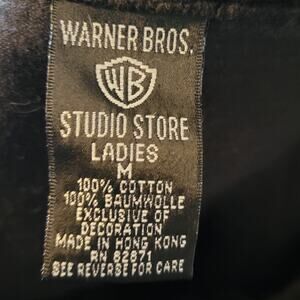 WARNER BROS.
WB
STUDIO STORE
LADIES
M
100% COTTON
100% BAUMWOLLE
EXCLUSIVE OF
DECORATION
MADE IN HONG KONG
RN 82871
SEE REVERSE FOR CARE